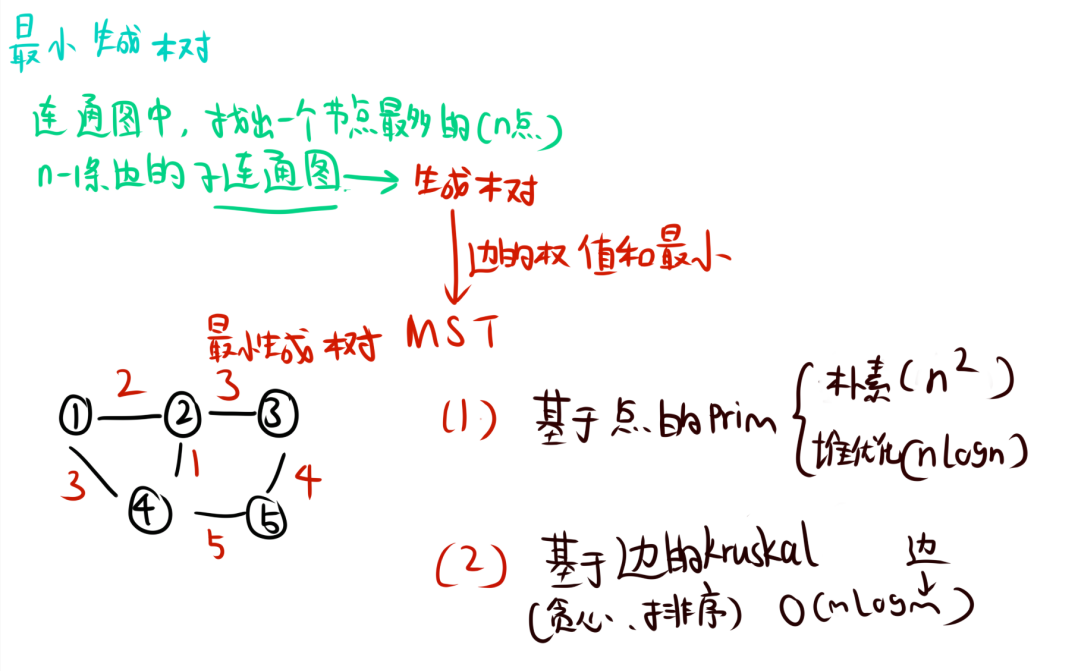 最小生成树
连通图中,找出一个节点最多的(n点)
n-1条边的子连通图→生成树
边的权值和最小
最小生成树 MST
2 3
① ② ③
3 1 4
④ ⑤
5
(1) 基于点的prim
朴素(n²)
堆优化(nlogn)
(2) 基于边的kruskal 边
(贪心、排序) O(mlogm)